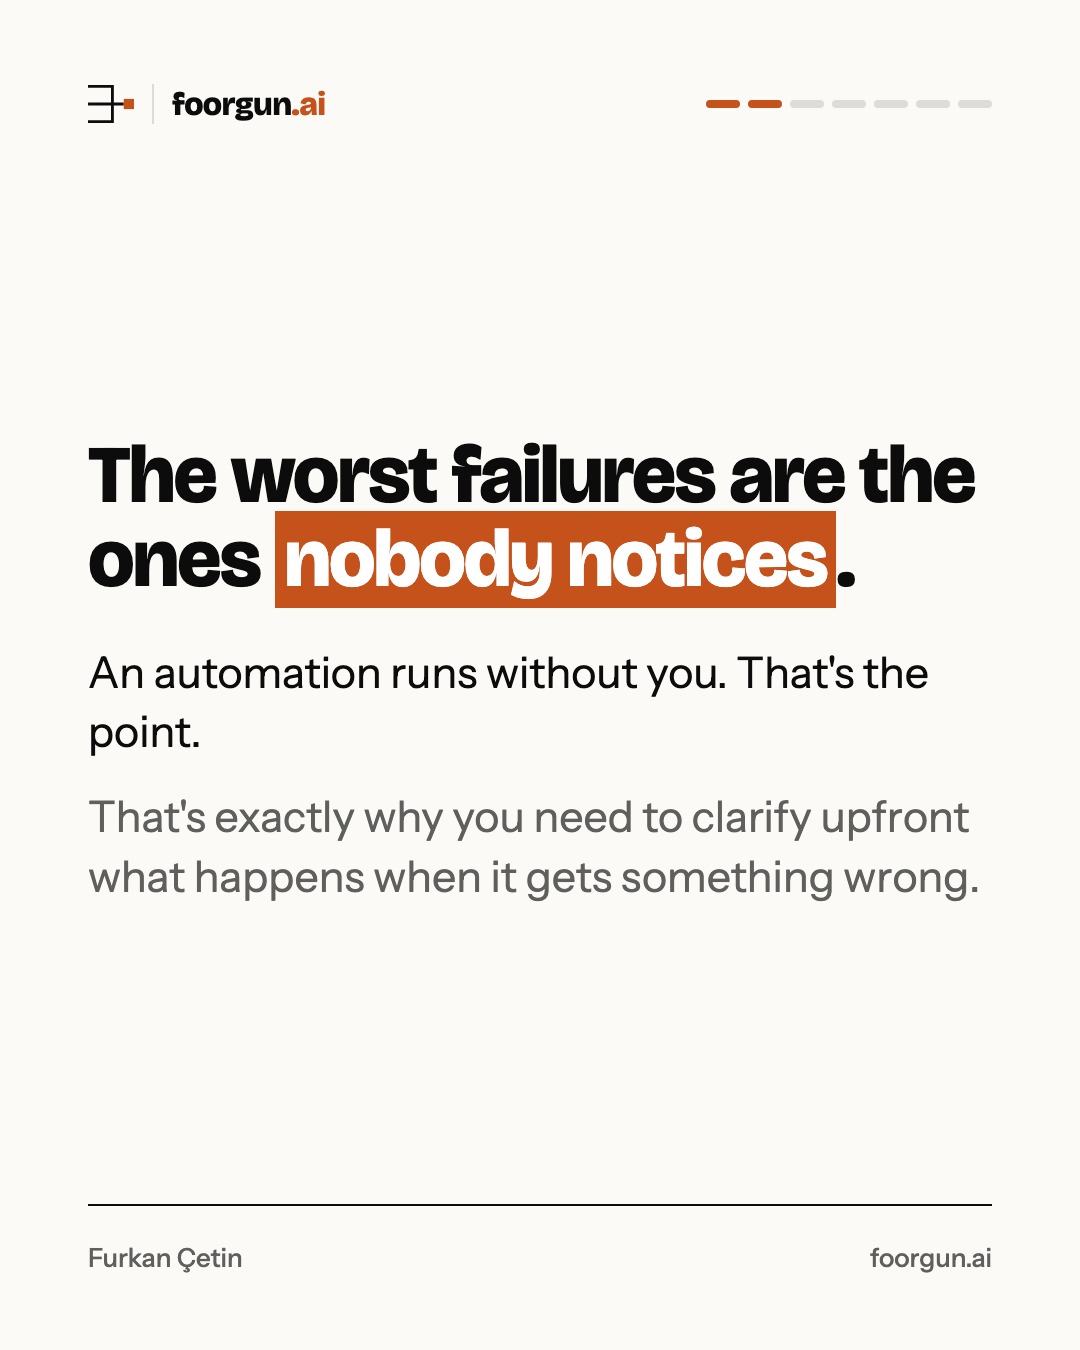 foorgun.ai
The worst failures are the
ones nobody notices.
An automation runs without you. That's the
point.
That's exactly why you need to clarify upfront
what happens when it gets something wrong.
Furkan Çetin
foorgun.ai